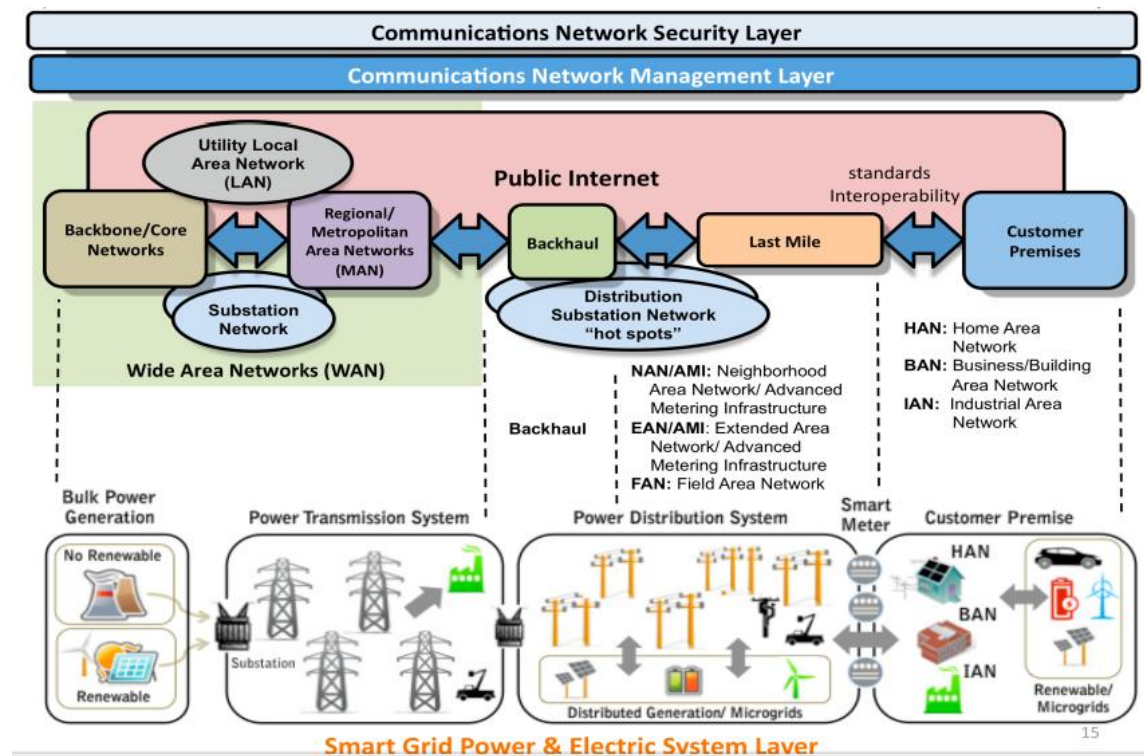 Communications Network Security Layer
Communications Network Management Layer
Utility Local
Area Network
(LAN)
Public Internet
standards
Interoperability
Backbone/Core
Networks
Regional/
Metropolitan
Area Networks
(MAN)
Backhaul
Last Mile
Customer
Premises
Substation
Network
Distribution
Substation Network
“hot spots”
Wide Area Networks (WAN)
Backhaul
NAN/AMI: Neighborhood
Area Network/ Advanced
Metering Infrastructure
EAN/AMI: Extended Area
Network/ Advanced
Metering Infrastructure
FAN: Field Area Network
HAN: Home Area
Network
BAN: Business/Building
Area Network
IAN: Industrial Area
Network
Bulk Power
Generation
Power Transmission System
Power Distribution System
Smart
Meter
Customer Premise
No Renewable
Renewable
Substation
Distributed Generation/ Microgrids
HAN
BAN
IAN
Renewable/
Microgrids
15
Smart Grid Power & Electric System Layer